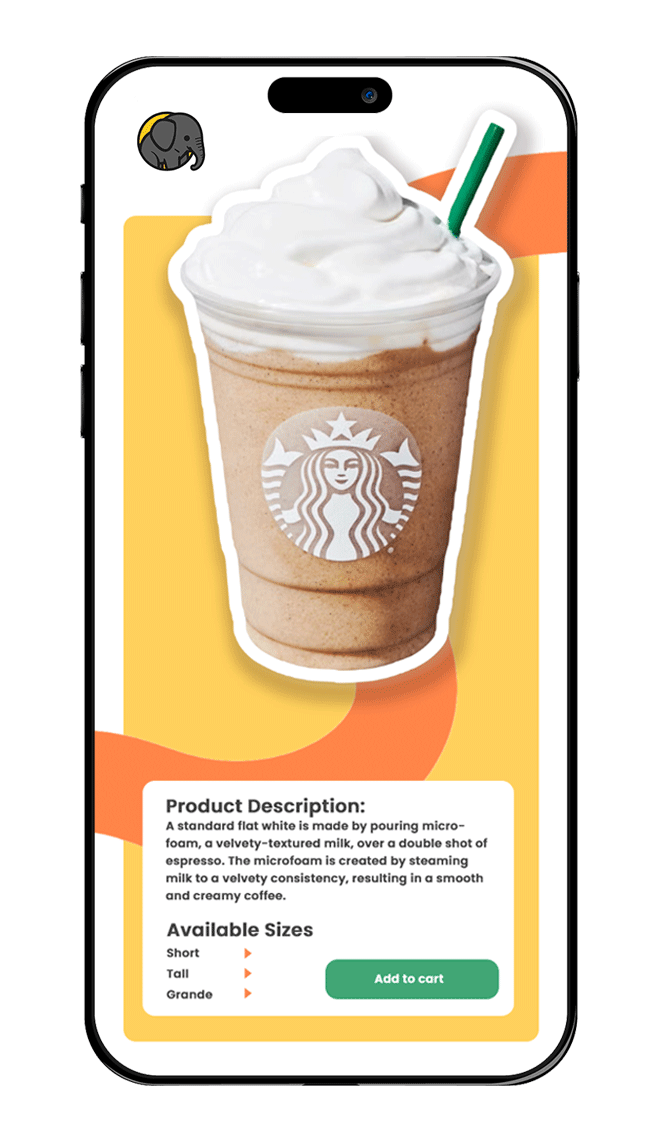 Product Description:
A standard flat white is made by pouring micro-
foam, a velvety-textured milk, over a double shot of
espresso. The microfoam is created by steaming
milk to a velvety consistency, resulting in a smooth
and creamy coffee.
Available Sizes
Short
Tall
Grande
Add to cart